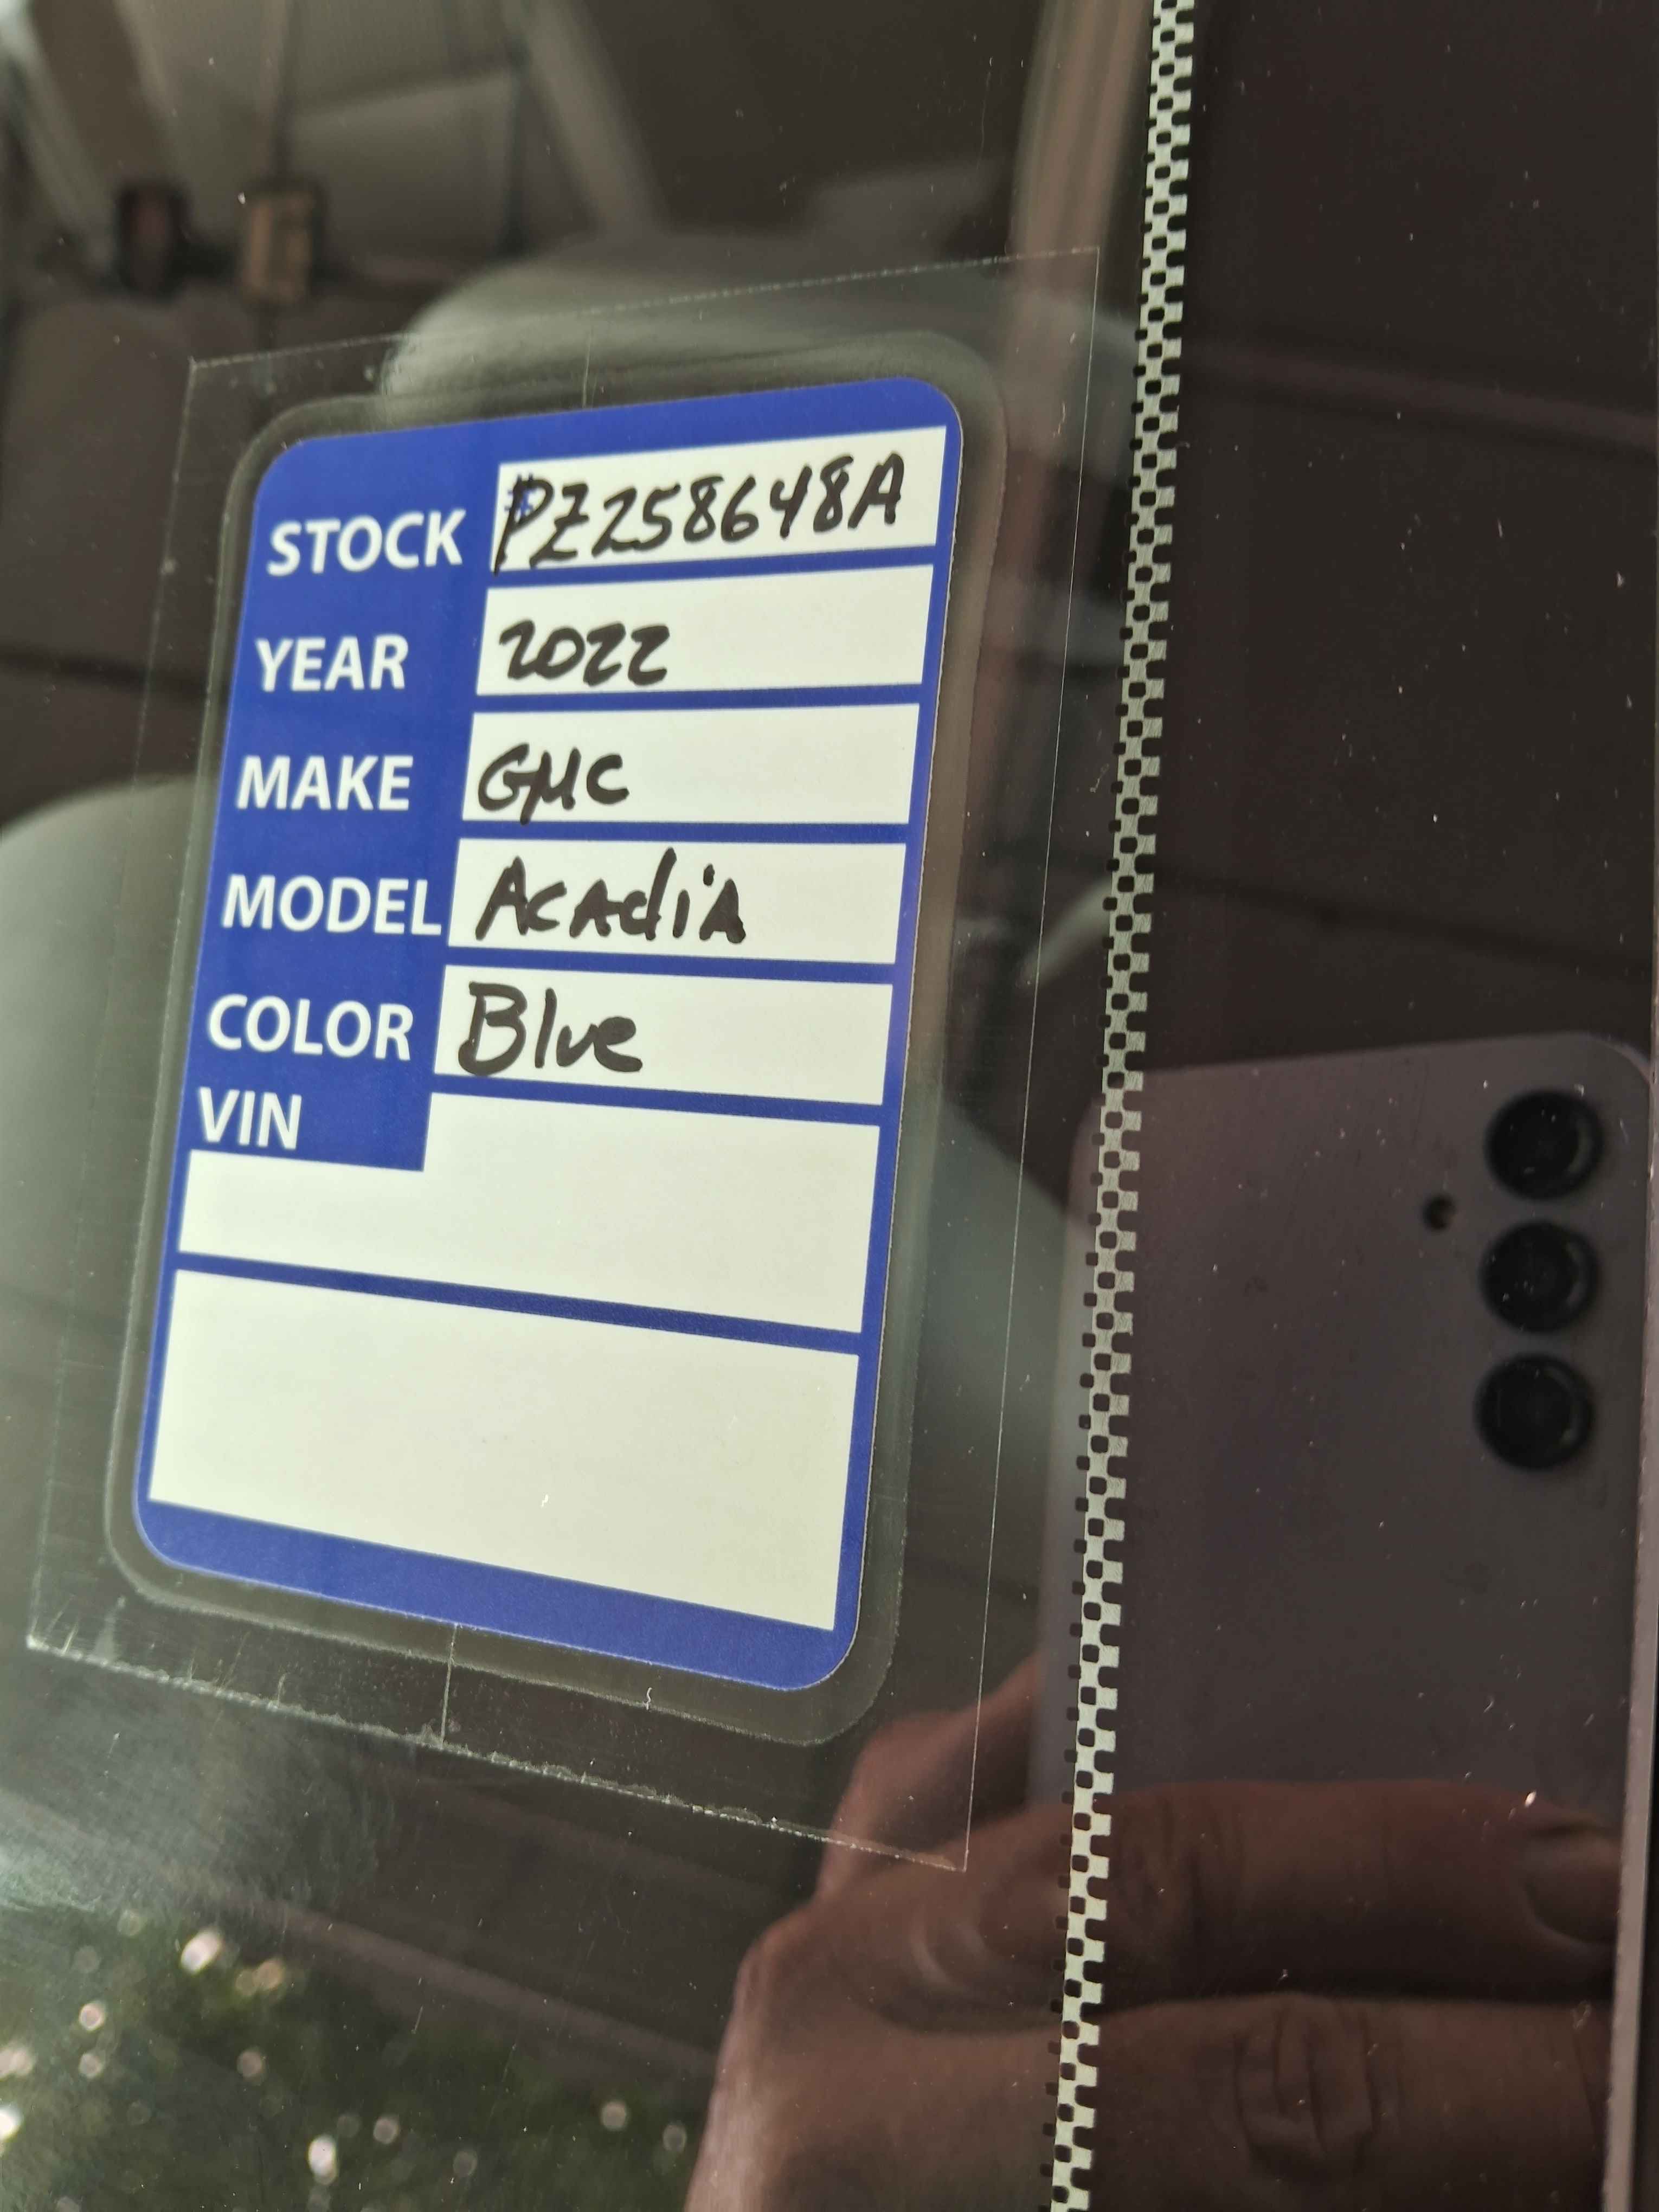 STOCK #PZ258648A
YEAR 2022
MAKE GMC
MODEL Acadia
COLOR Blue
VIN